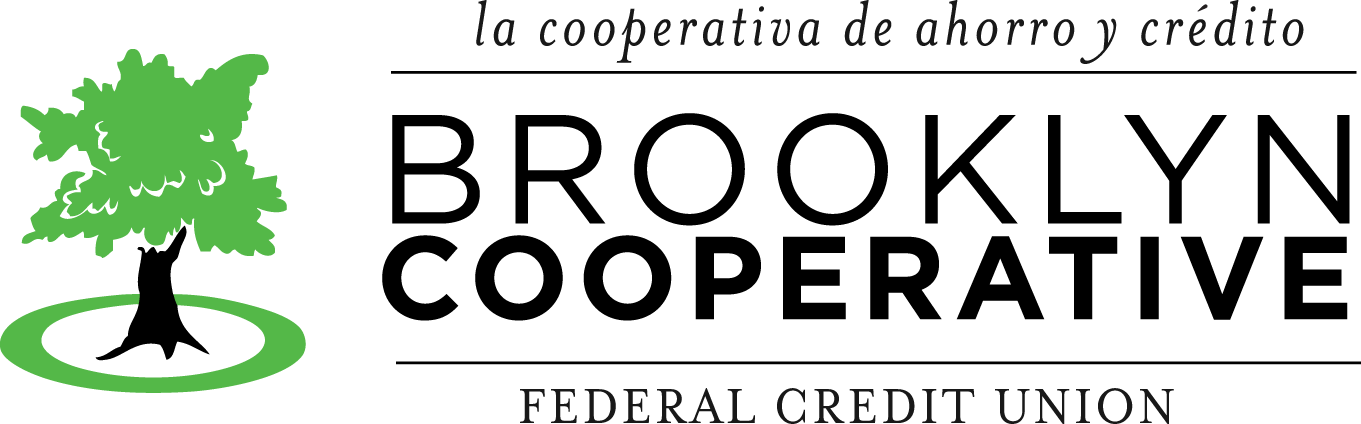 la cooperativa de ahorro y crédito
BROOKLYN
COOPERATIVE
FEDERAL CREDIT UNION